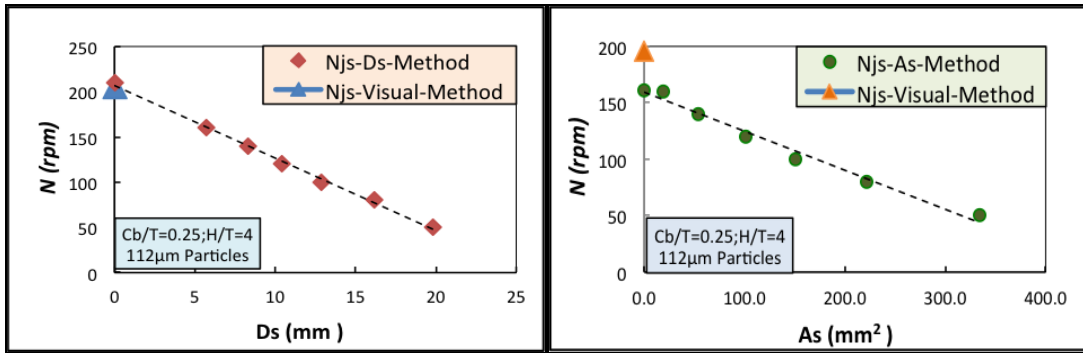 250
200
150
100
50
0
N (rpm)
Njs-Ds-Method
Njs-Visual-Method
Cb/T=0.25;H/T=4
112μm Particles
0 5 10 15 20 25
Ds (mm )
200
150
100
50
0
N (rpm)
Njs-As-Method
Njs-Visual-Method
Cb/T=0.25;H/T=4
112μm Particles
0.0 100.0 200.0 300.0 400.0
As (mm²)